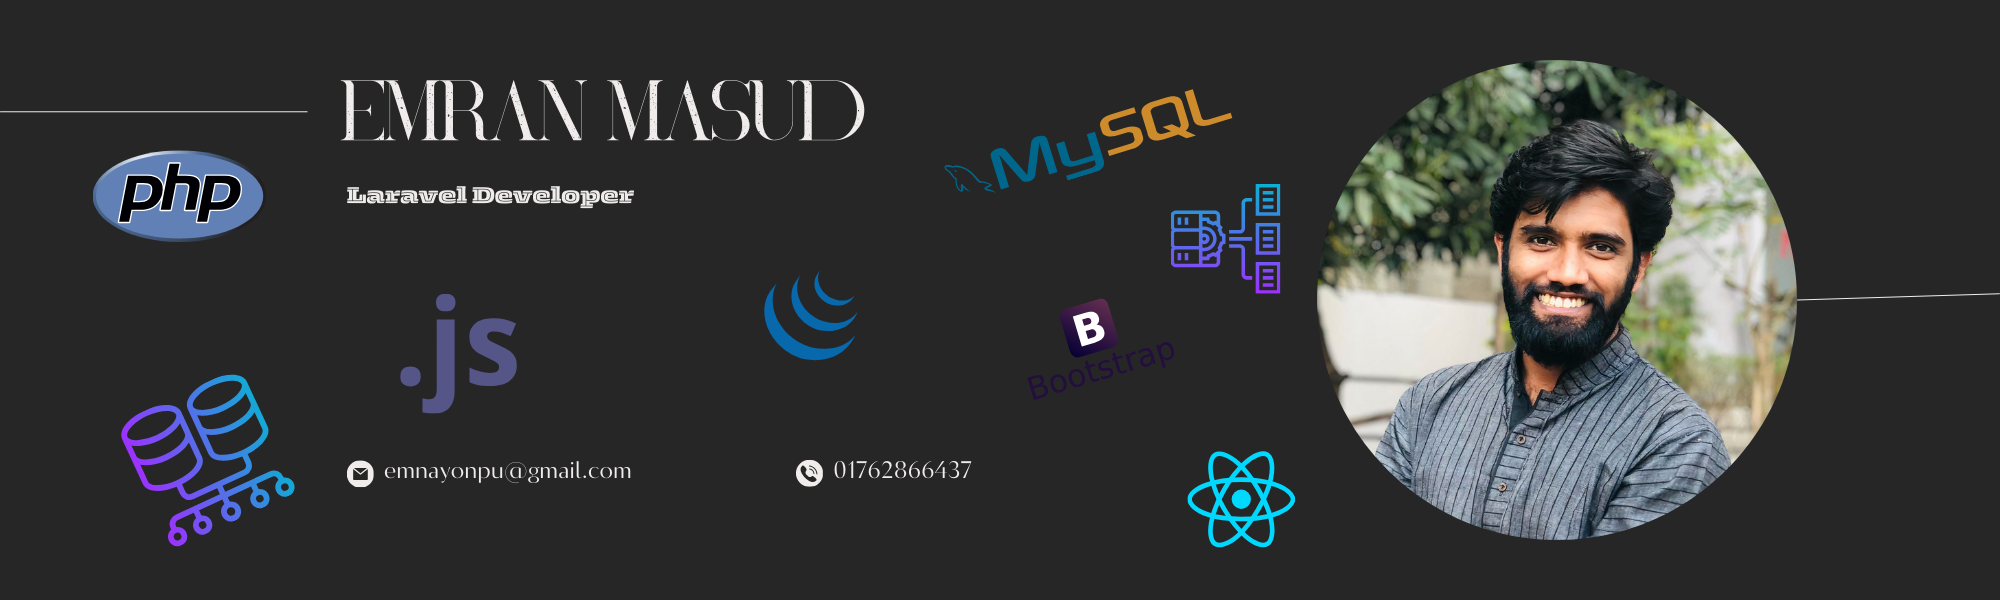 EMRAN MASUD
MySQL
php
Laravel Developer
.js
B
Bootstrap
emnayonpu@gmail.com
01762866437